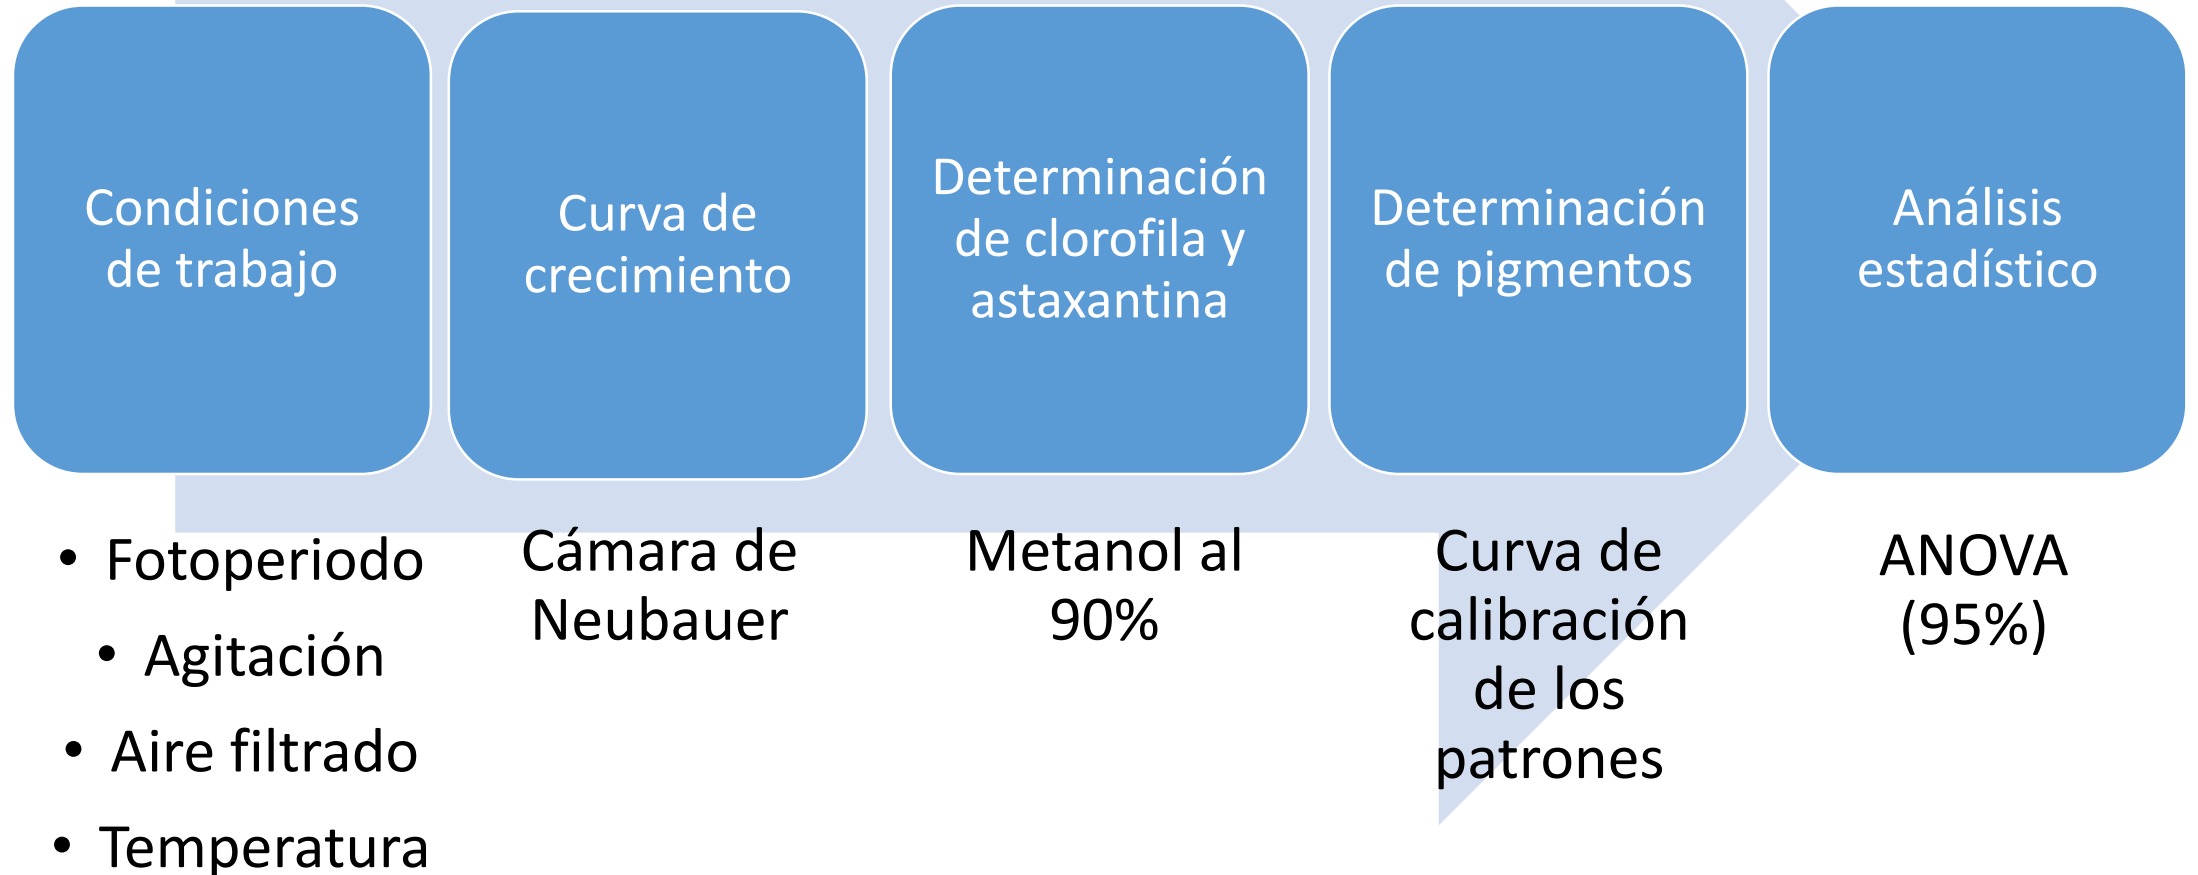 Condiciones
de trabajo
Curva de
crecimiento
Determinación
de clorofila y
astaxantina
Determinación
de pigmentos
Análisis
estadístico
• Fotoperiodo
• Agitación
• Aire filtrado
• Temperatura
Cámara de
Neubauer
Metanol al
90%
Curva de
calibración
de los
patrones
ANOVA
(95%)